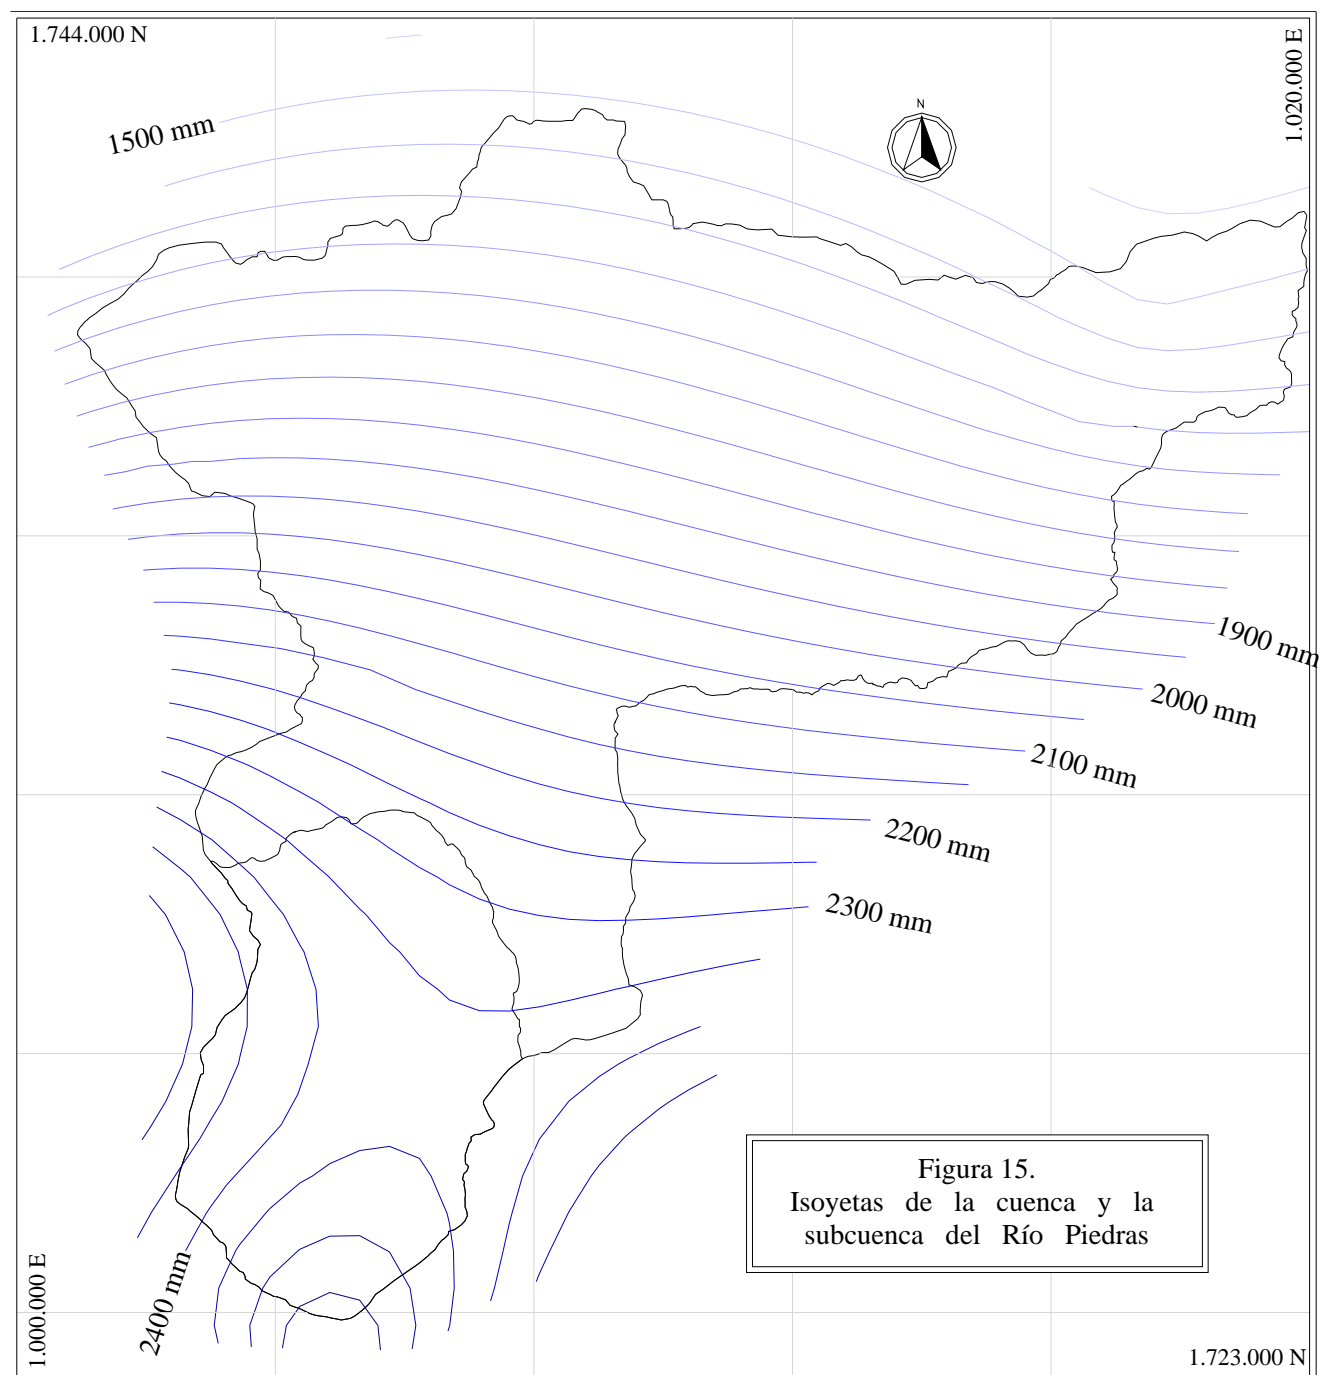 1.744.000 N
1.020.000 E
N
1500 mm
1900 mm
2000 mm
2100 mm
2200 mm
2300 mm
Figura 15.
Isoyetas de la cuenca y la
subcuenca del Río Piedras
2400 mm
1.000.000 E
1.723.000 N